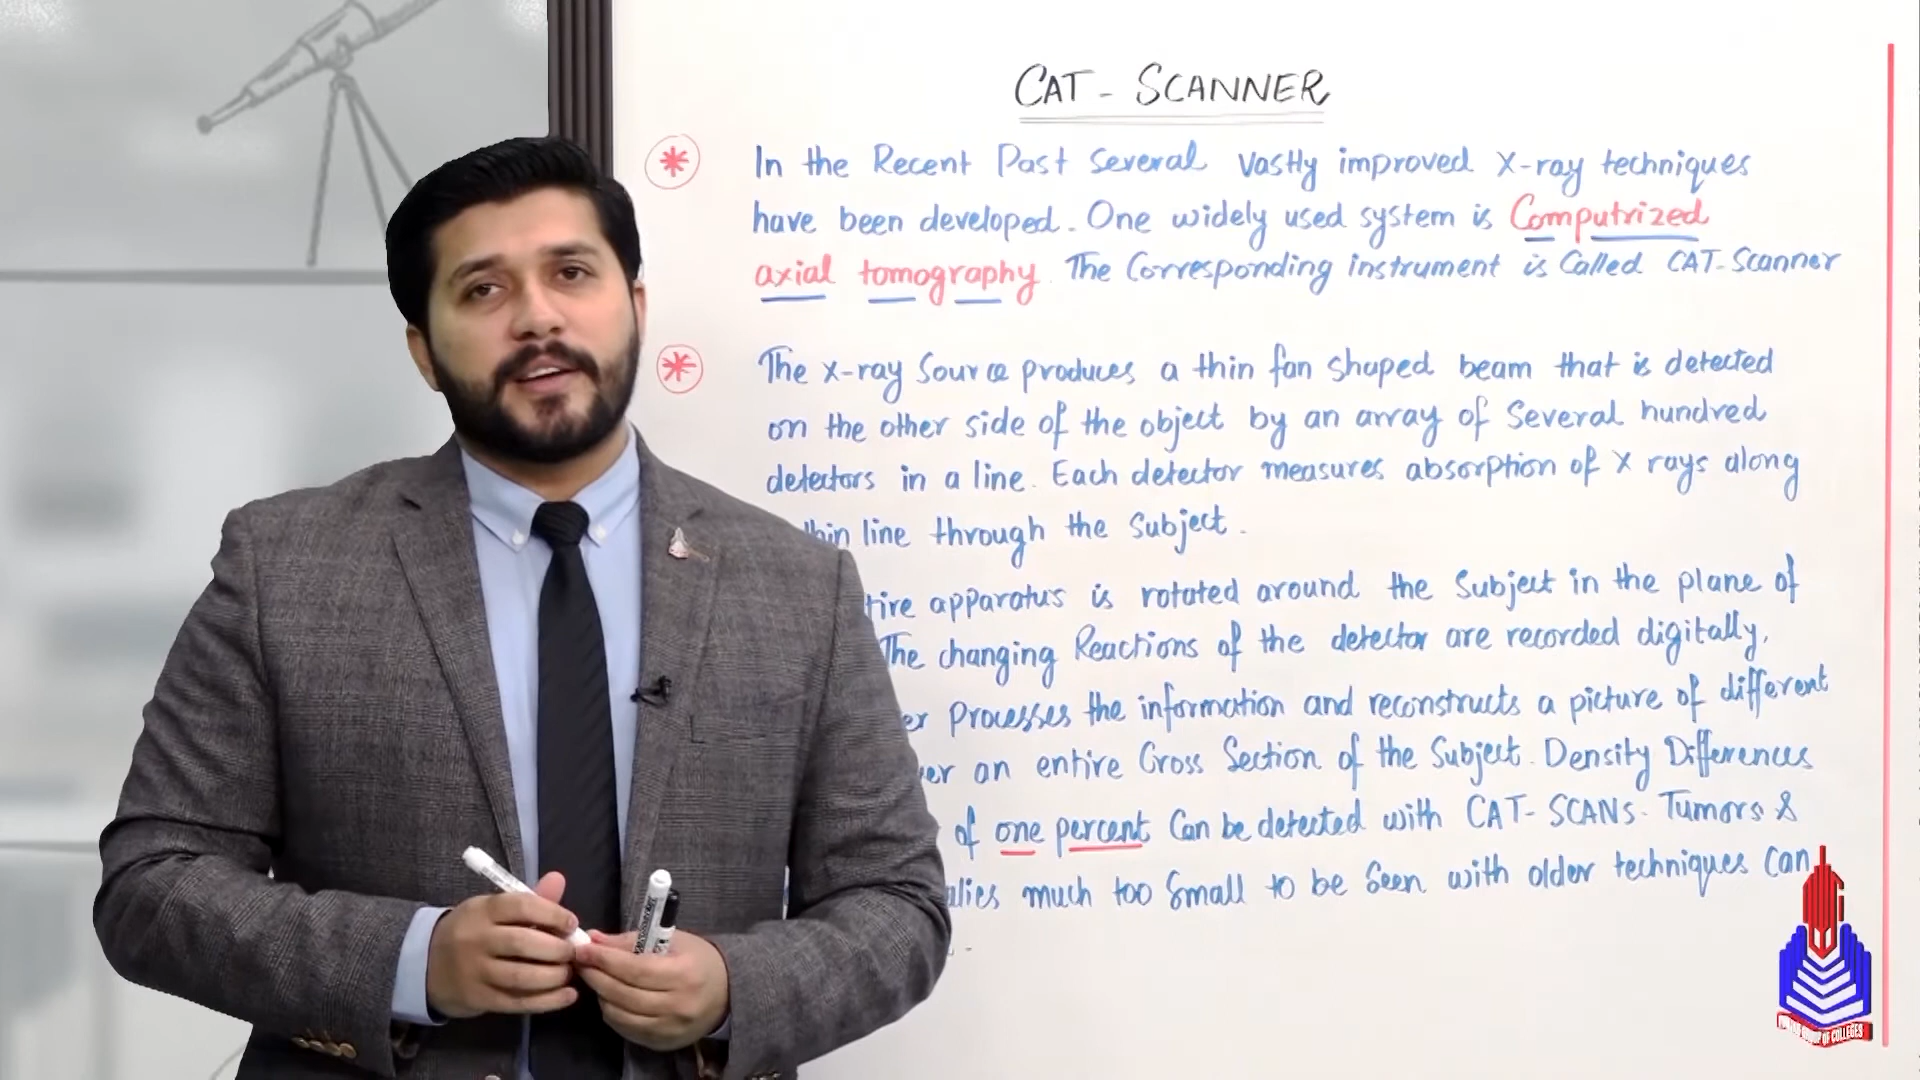 CAT - SCANNER
* In the Recent Past Several Vastly improved X-ray techniques
have been developed. One widely used system is Computrized
axial tomography. The Corresponding instrument is Called CAT-Scanner
* The X-ray Source produces a thin fan shaped beam that is detected
on the other side of the object by an array of Several hundred
detectors in a line. Each detector measures absorption of X rays along
thin line through the Subject.
tire apparatus is rotated around the Subject in the plane of
The changing Reactions of the detector are recorded digitally.
er Processes the information and reconstructs a picture of different
ver an entire Cross Section of the Subject. Density Differences
of one percent Can be detected with CAT-SCANs. Tumors &
alies much too Small to be Seen with older techniques Can
GROUP OF COLLEGES